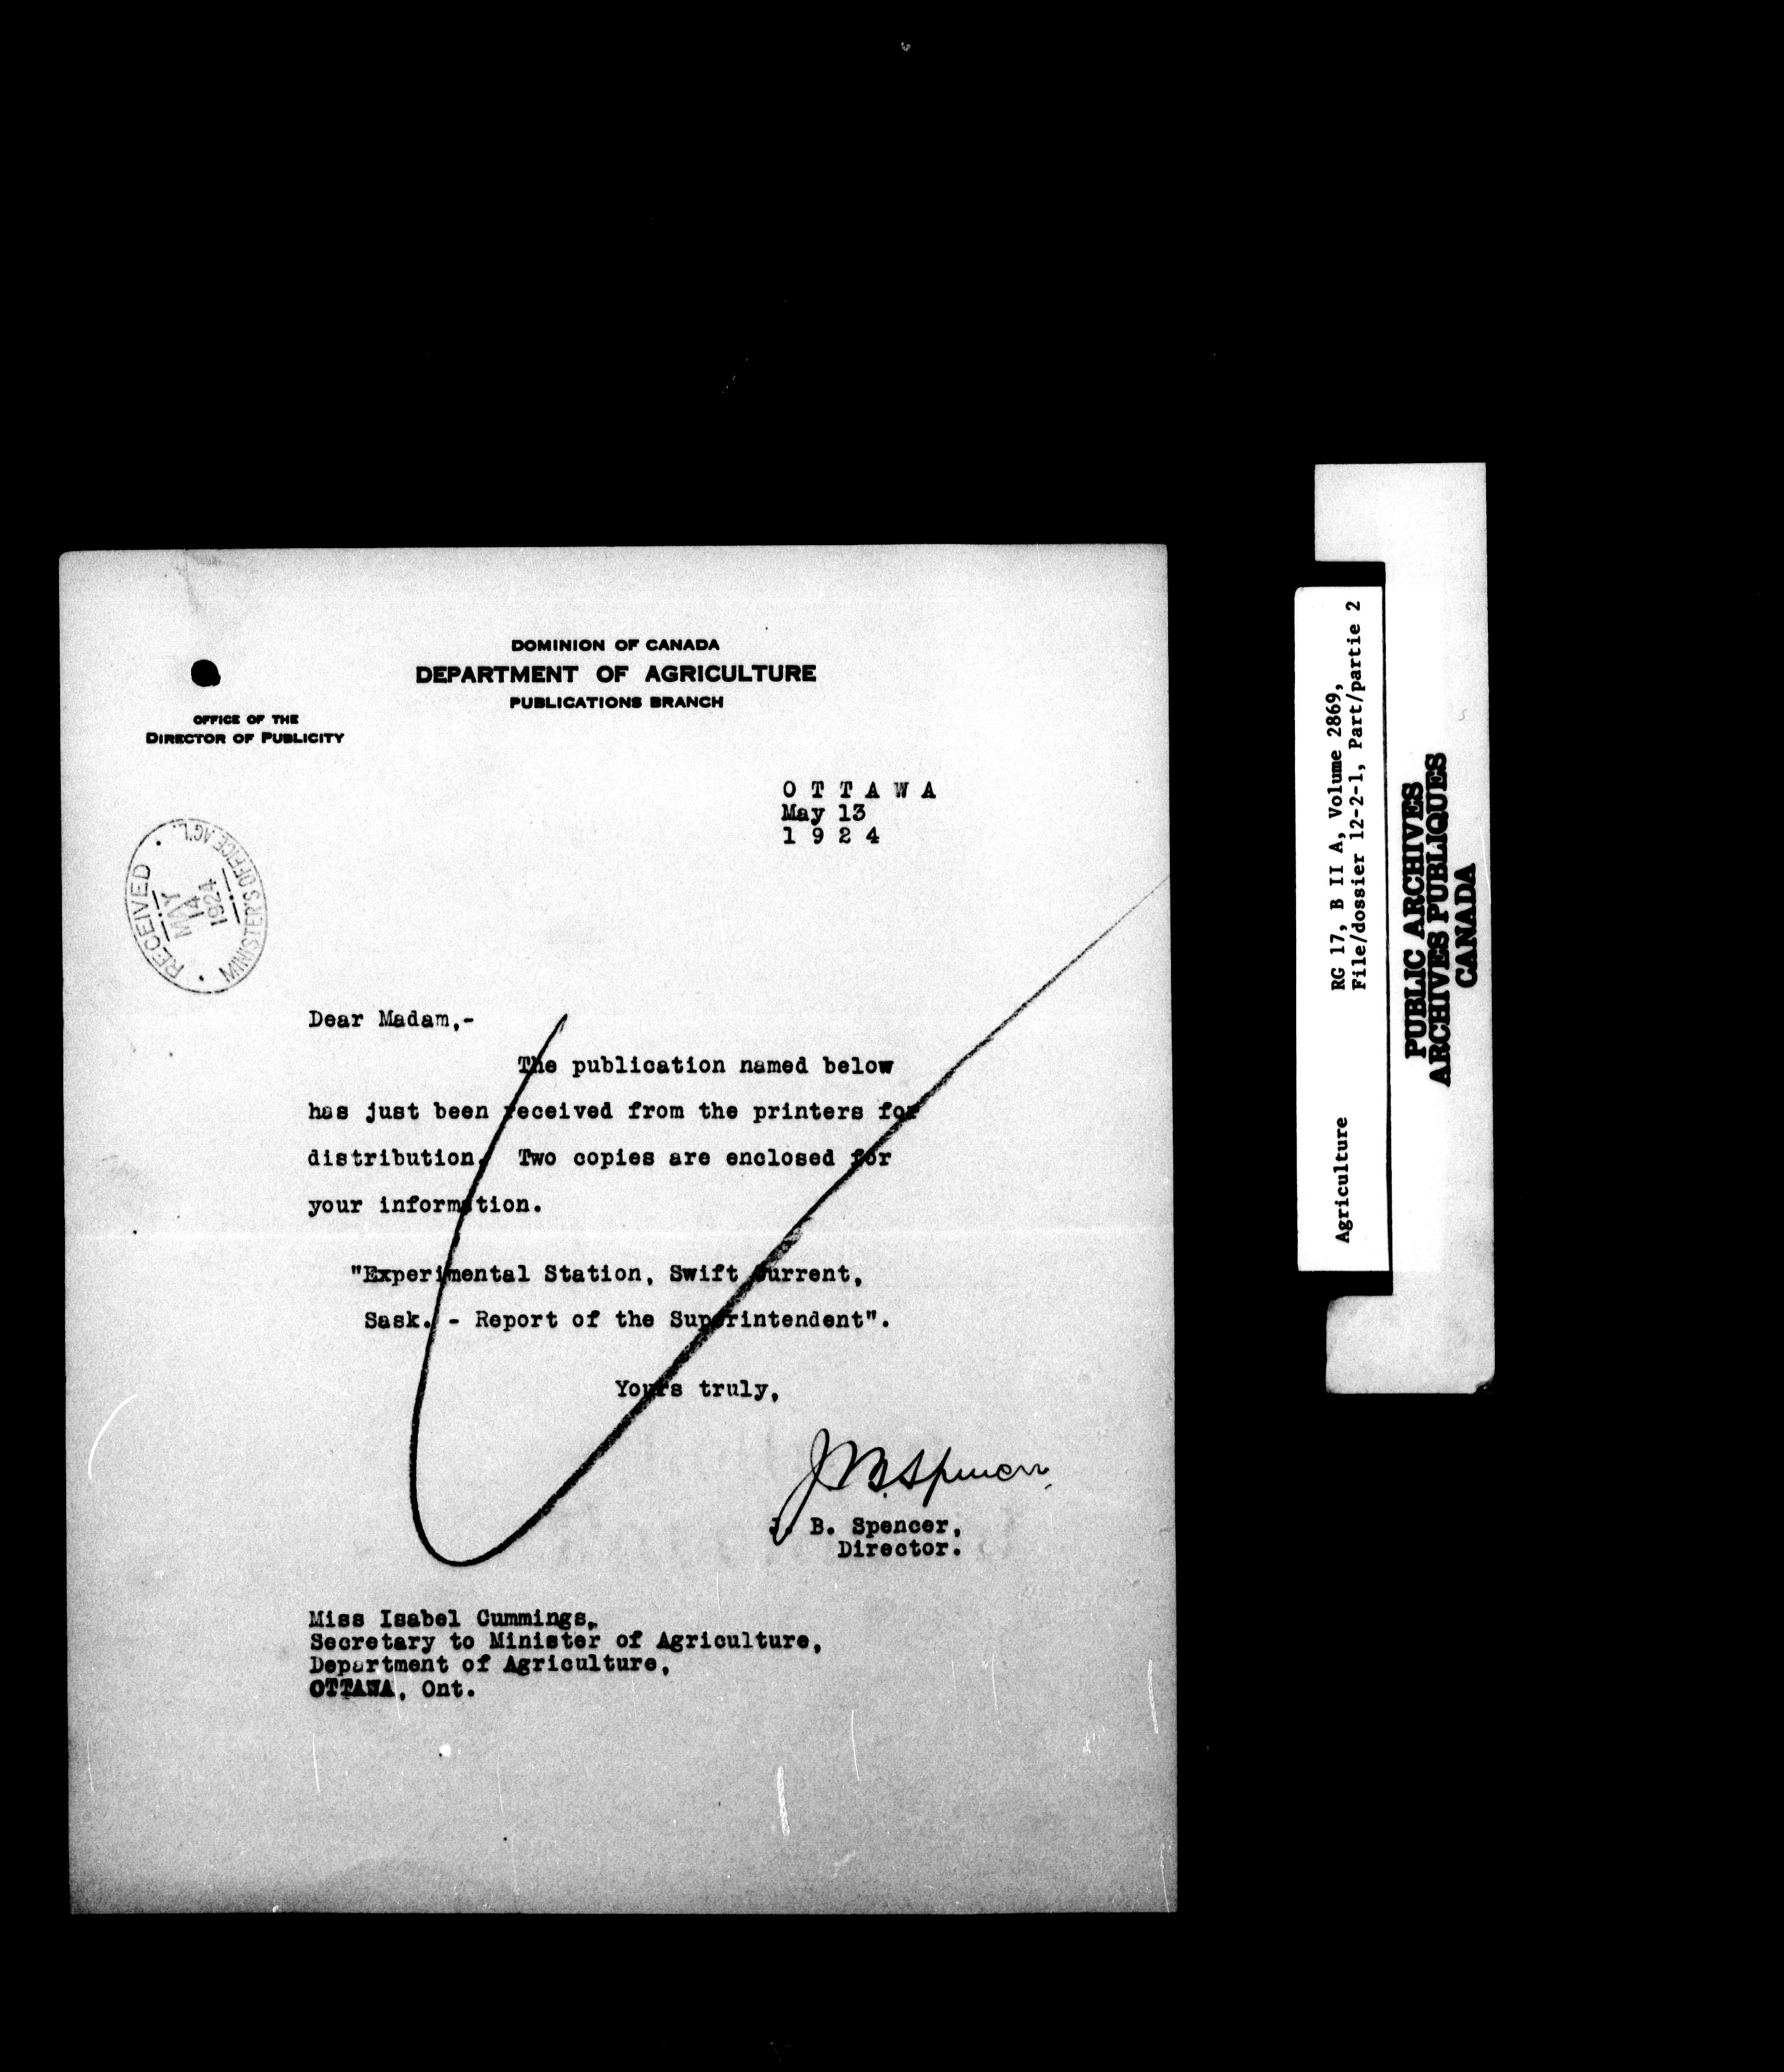 DOMINION OF CANADA
DEPARTMENT OF AGRICULTURE
PUBLICATIONS BRANCH
OFFICE OF THE
DIRECTOR OF PUBLICITY
O T T A W A
May 13
1 9 2 4
RECEIVED
MAY
14
1924
MINISTER'S OFFICE AG'L.
Dear Madam,-
The publication named below
has just been received from the printers for
distribution. Two copies are enclosed for
your information.
"Experimental Station, Swift Current,
Sask. - Report of the Superintendent".
Yours truly,
J. B. Spencer
J. B. Spencer,
Director.
Miss Isabel Cummings,
Secretary to Minister of Agriculture,
Department of Agriculture,
OTTAWA, Ont.
Agriculture RG 17, B II A, Volume 2869,
File/dossier 12-2-1, Part/partie 2
PUBLIC ARCHIVES
ARCHIVES PUBLIQUES
CANADA